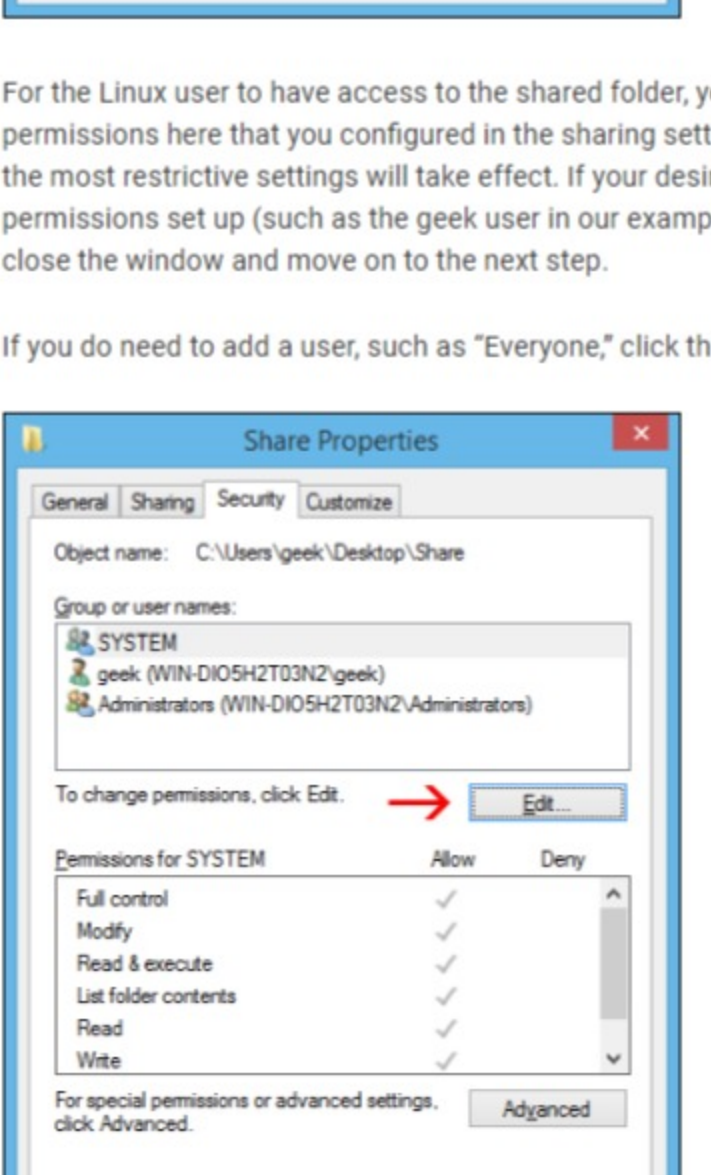 For the Linux user to have access to the shared folder, y
permissions here that you configured in the sharing sett
the most restrictive settings will take effect. If your desir
permissions set up (such as the geek user in our examp
close the window and move on to the next step.
If you do need to add a user, such as “Everyone,” click th
Share Properties
General Sharing Security Customize
Object name: C:\Users\geek\Desktop\Share
Group or user names:
SYSTEM
geek (WIN-DIO5H2T03N2\geek)
Administrators (WIN-DIO5H2T03N2\Administrators)
To change permissions, click Edit. Edit...
Permissions for SYSTEM Allow Deny
Full control
Modify
Read & execute
List folder contents
Read
Write
For special permissions or advanced settings, Advanced
click Advanced.